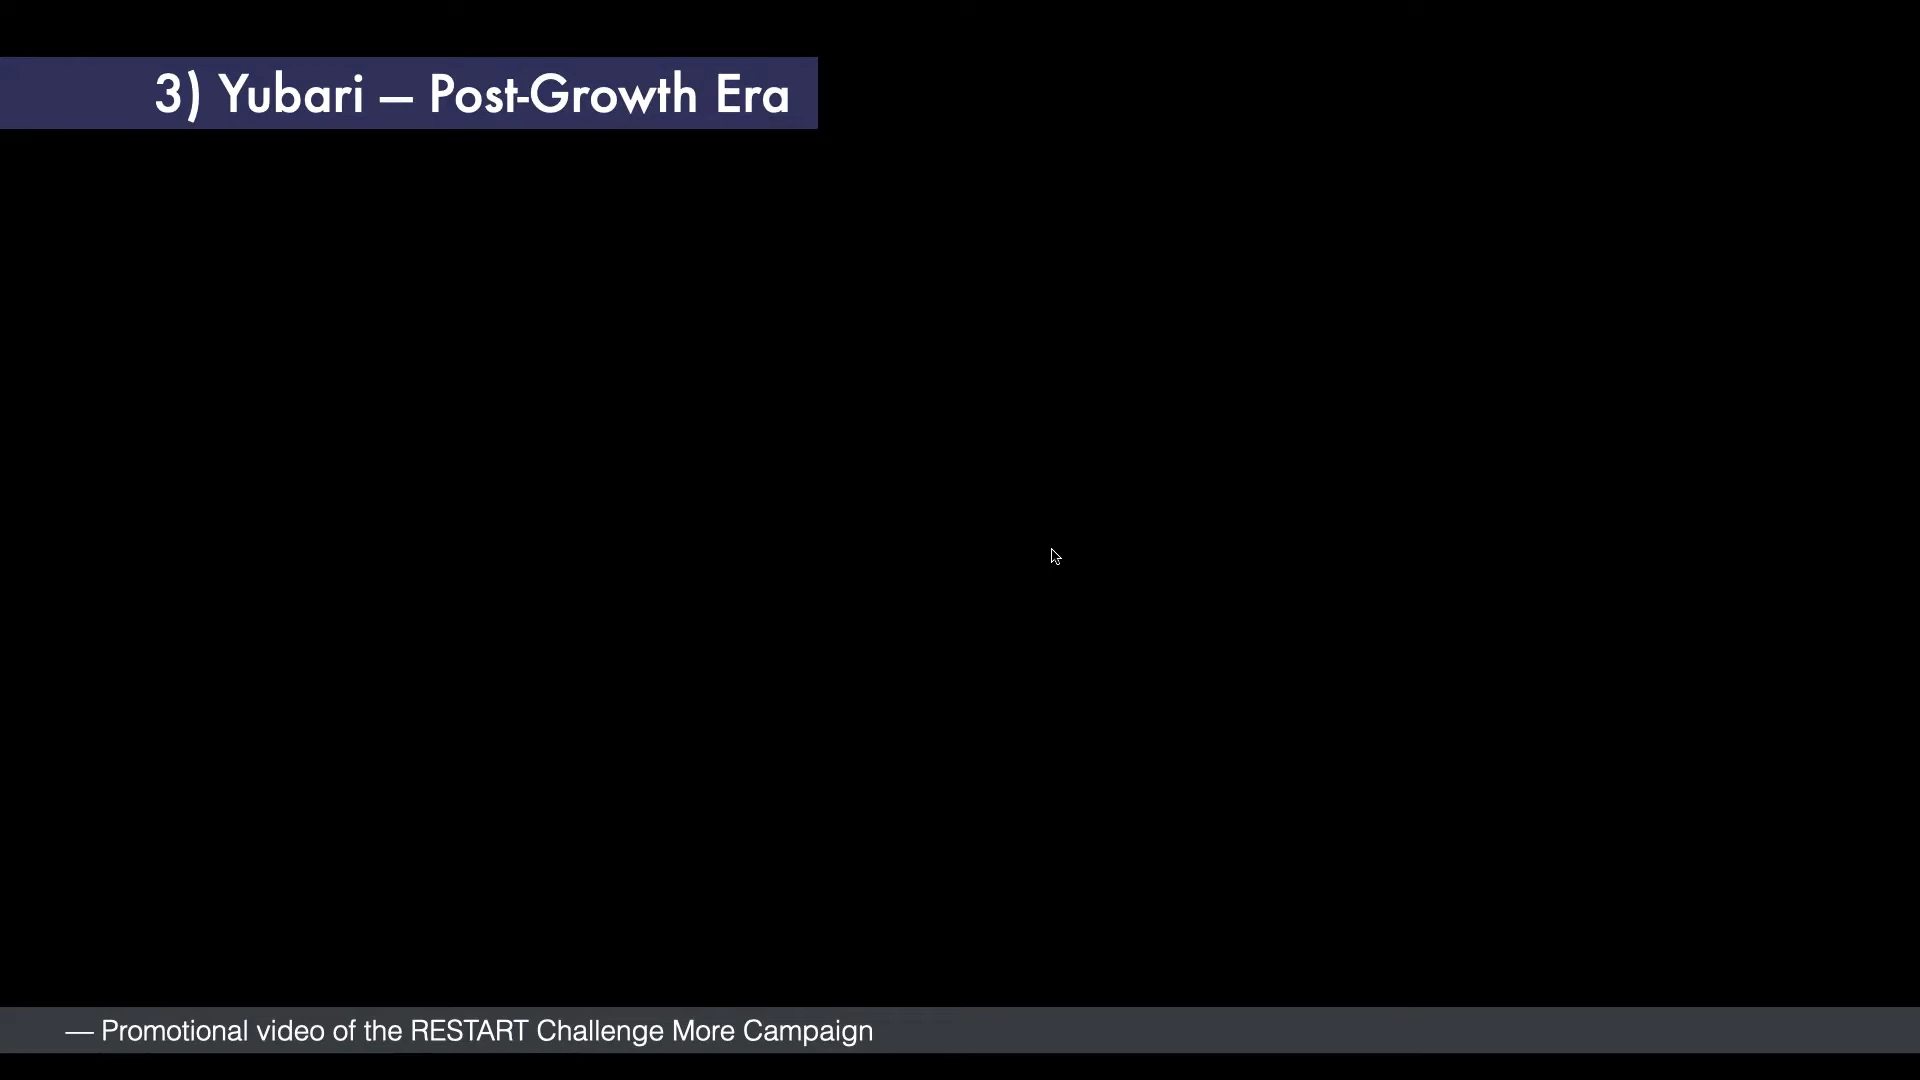 3) Yubari — Post-Growth Era
— Promotional video of the RESTART Challenge More Campaign